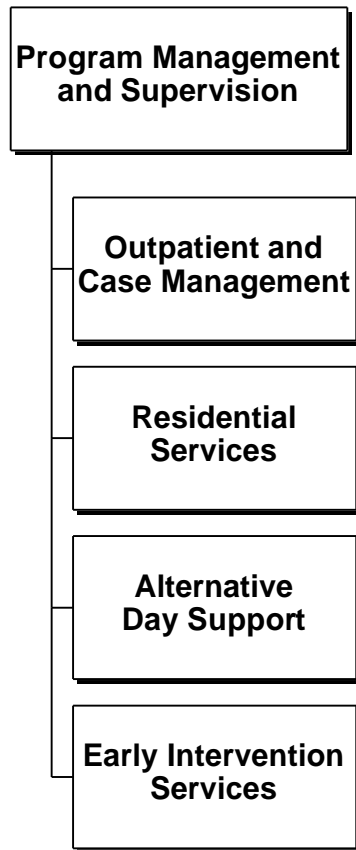 Program Management
and Supervision
Outpatient and
Case Management
Residential
Services
Alternative
Day Support
Early Intervention
Services